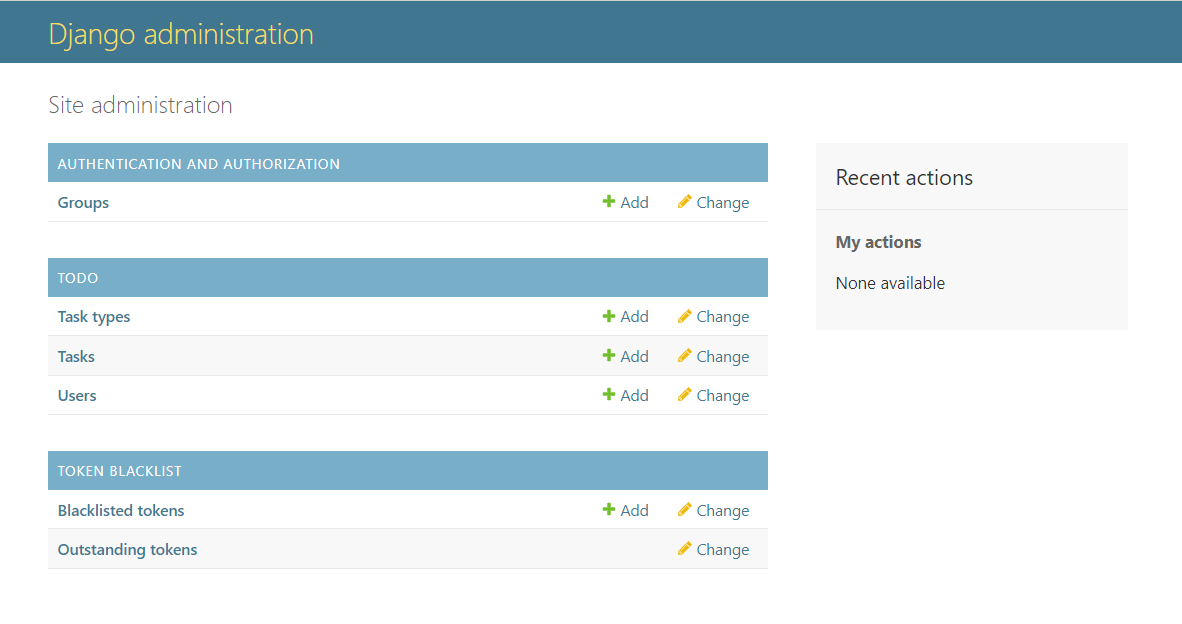 Django administration
Site administration
AUTHENTICATION AND AUTHORIZATION
Groups Add Change
TODO
Task types Add Change
Tasks Add Change
Users Add Change
TOKEN BLACKLIST
Blacklisted tokens Add Change
Outstanding tokens Change
Recent actions
My actions
None available